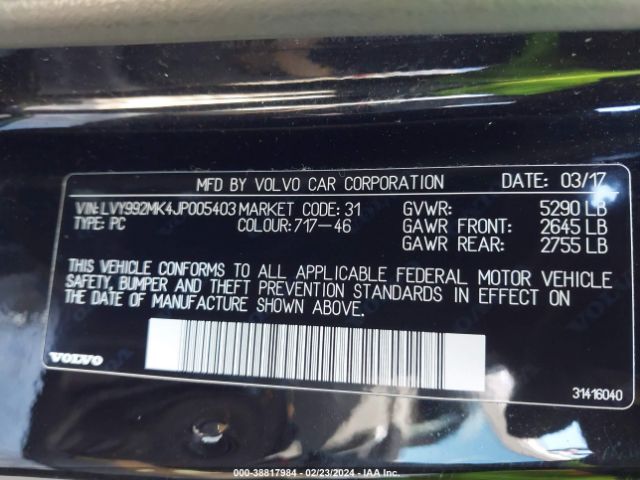 MFD BY VOLVO CAR CORPORATION DATE: 03/17
VIN: LVY992MK4JP005403 MARKET CODE: 31 GVWR: 5290 LB
TYPE: PC COLOUR: 717-46 GAWR FRONT: 2645 LB
GAWR REAR: 2755 LB
THIS VEHICLE CONFORMS TO ALL APPLICABLE FEDERAL MOTOR VEHICLE
SAFETY, BUMPER AND THEFT PREVENTION STANDARDS IN EFFECT ON
THE DATE OF MANUFACTURE SHOWN ABOVE.
VOLVO
31416040
000-38817984 - 02/23/2024 - IAA Inc.